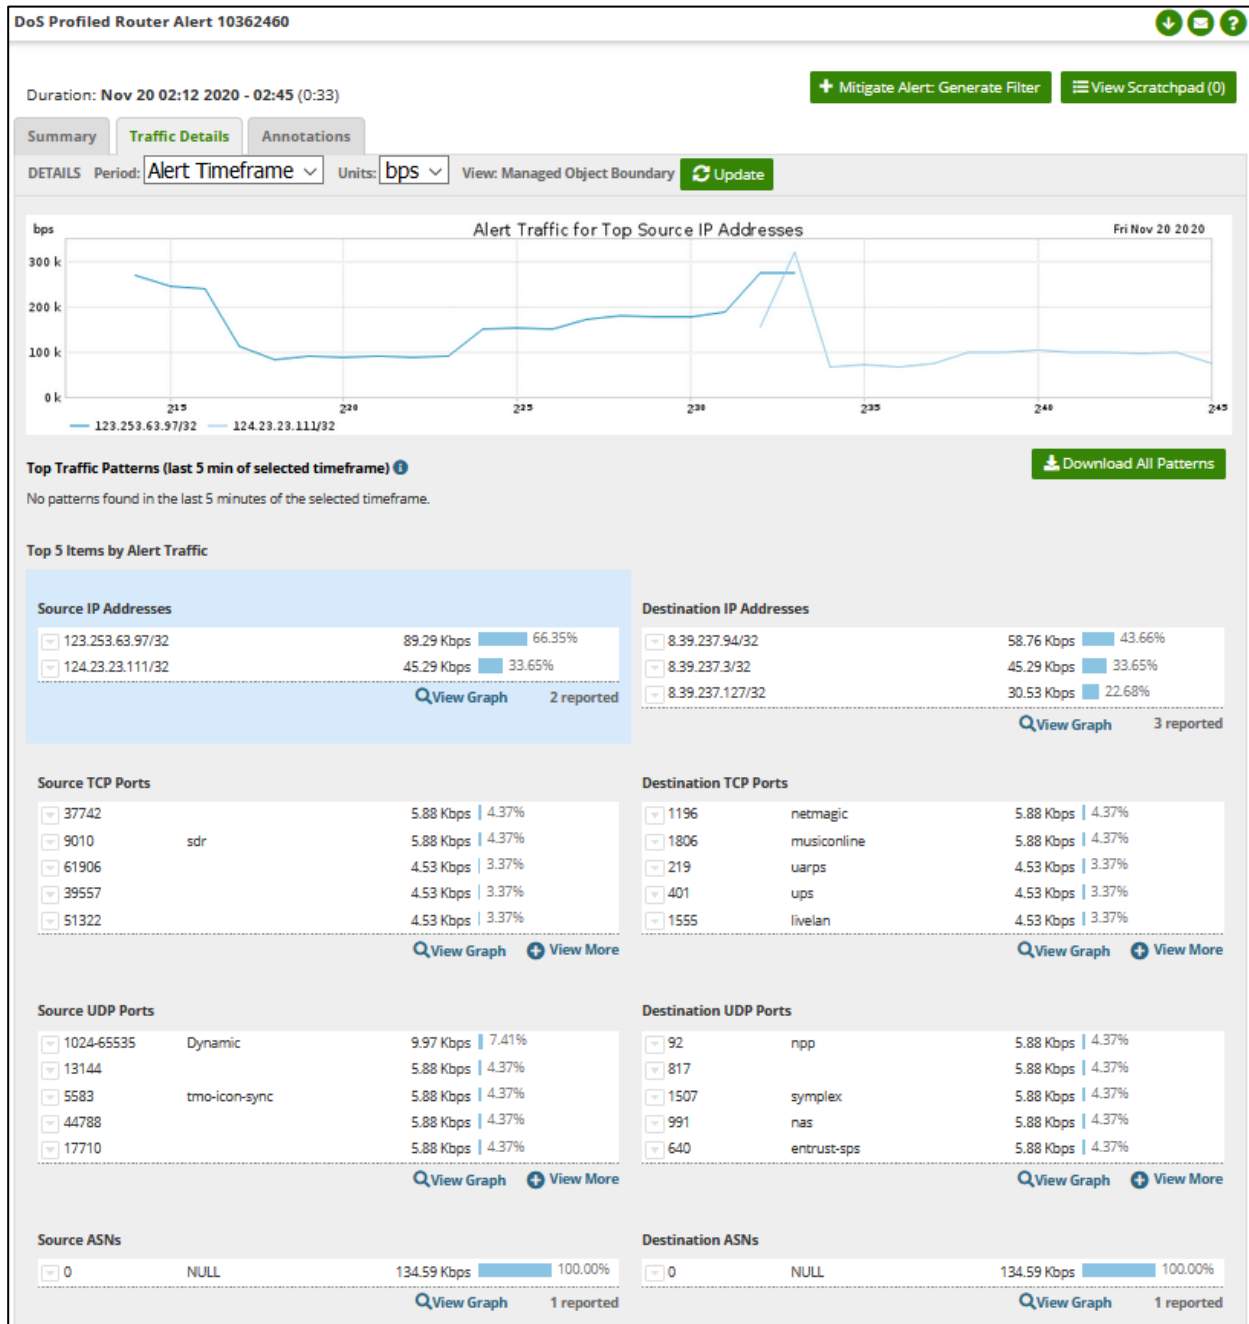 DoS Profiled Router Alert 10362460
Duration: Nov 20 02:12 2020 - 02:45 (0:33)
Mitigate Alert: Generate Filter
View Scratchpad (0)
Summary
Traffic Details
Annotations
DETAILS Period: Alert Timeframe Units: bps View: Managed Object Boundary Update
bps Alert Traffic for Top Source IP Addresses Fri Nov 20 2020
300 k
200 k
100 k
0 k
215 220 225 230 235 240 245
123.253.63.97/32 124.23.23.111/32
Top Traffic Patterns (last 5 min of selected timeframe)
Download All Patterns
No patterns found in the last 5 minutes of the selected timeframe.
Top 5 Items by Alert Traffic
Source IP Addresses
123.253.63.97/32 89.29 Kbps 66.35%
124.23.23.111/32 45.29 Kbps 33.65%
View Graph 2 reported
Destination IP Addresses
8.39.237.94/32 58.76 Kbps 43.66%
8.39.237.3/32 45.29 Kbps 33.65%
8.39.237.127/32 30.53 Kbps 22.68%
View Graph 3 reported
Source TCP Ports
37742 5.88 Kbps 4.37%
9010 sdr 5.88 Kbps 4.37%
61906 4.53 Kbps 3.37%
39557 4.53 Kbps 3.37%
51322 4.53 Kbps 3.37%
View Graph View More
Destination TCP Ports
1196 netmagic 5.88 Kbps 4.37%
1806 musiconline 5.88 Kbps 4.37%
219 uarps 4.53 Kbps 3.37%
401 ups 4.53 Kbps 3.37%
1555 livelan 4.53 Kbps 3.37%
View Graph View More
Source UDP Ports
1024-65535 Dynamic 9.97 Kbps 7.41%
13144 5.88 Kbps 4.37%
5583 tmo-icon-sync 5.88 Kbps 4.37%
44788 5.88 Kbps 4.37%
17710 5.88 Kbps 4.37%
View Graph View More
Destination UDP Ports
92 npp 5.88 Kbps 4.37%
817 5.88 Kbps 4.37%
1507 symplex 5.88 Kbps 4.37%
991 nas 5.88 Kbps 4.37%
640 entrust-sps 5.88 Kbps 4.37%
View Graph View More
Source ASNs
0 NULL 134.59 Kbps 100.00%
View Graph 1 reported
Destination ASNs
0 NULL 134.59 Kbps 100.00%
View Graph 1 reported